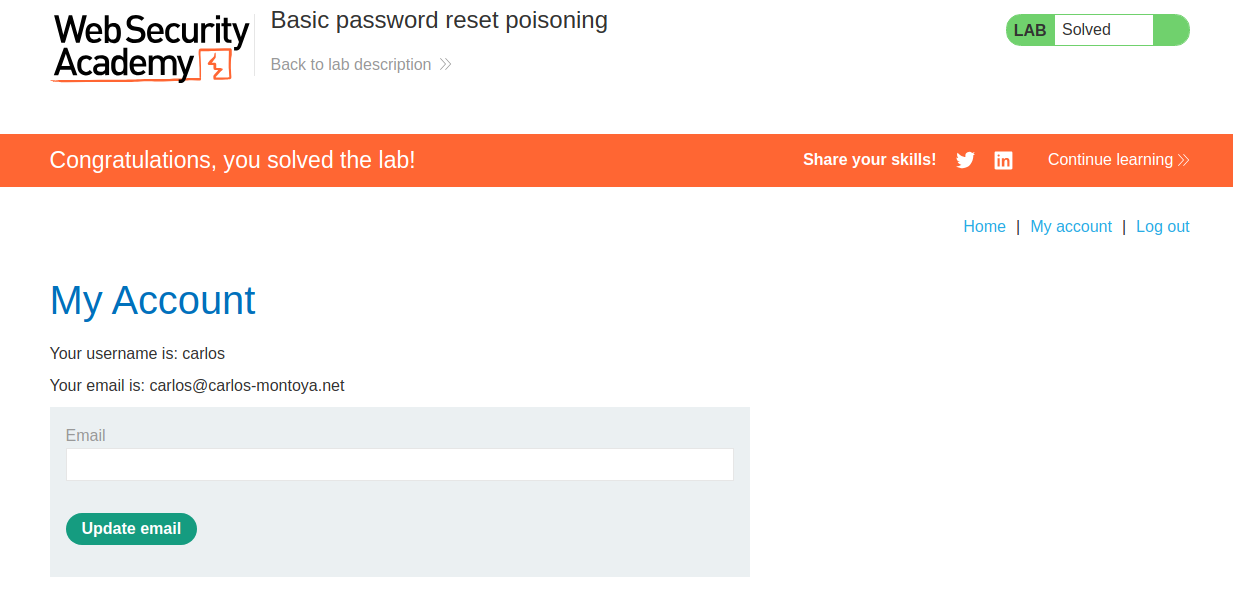 Web Security
Academy
Basic password reset poisoning
Back to lab description
LAB Solved
Congratulations, you solved the lab!
Share your skills!
Continue learning
Home | My account | Log out
My Account
Your username is: carlos
Your email is: carlos@carlos-montoya.net
Email
Update email